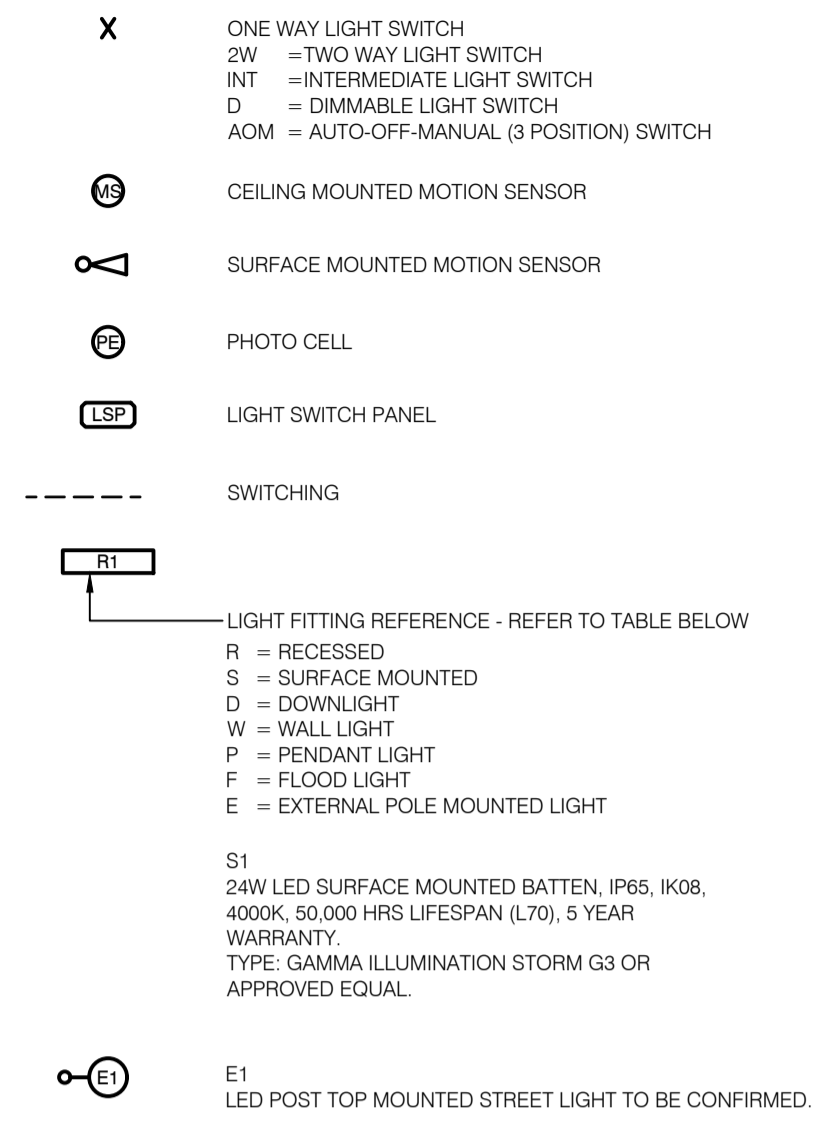 X ONE WAY LIGHT SWITCH
2W =TWO WAY LIGHT SWITCH
INT =INTERMEDIATE LIGHT SWITCH
D = DIMMABLE LIGHT SWITCH
AOM = AUTO-OFF-MANUAL (3 POSITION) SWITCH
MS CEILING MOUNTED MOTION SENSOR
SURFACE MOUNTED MOTION SENSOR
PE PHOTO CELL
LSP LIGHT SWITCH PANEL
SWITCHING
R1
LIGHT FITTING REFERENCE - REFER TO TABLE BELOW
R = RECESSED
S = SURFACE MOUNTED
D = DOWNLIGHT
W = WALL LIGHT
P = PENDANT LIGHT
F = FLOOD LIGHT
E = EXTERNAL POLE MOUNTED LIGHT
S1
24W LED SURFACE MOUNTED BATTEN, IP65, IK08,
4000K, 50,000 HRS LIFESPAN (L70), 5 YEAR
WARRANTY.
TYPE: GAMMA ILLUMINATION STORM G3 OR
APPROVED EQUAL.
E1 E1
LED POST TOP MOUNTED STREET LIGHT TO BE CONFIRMED.